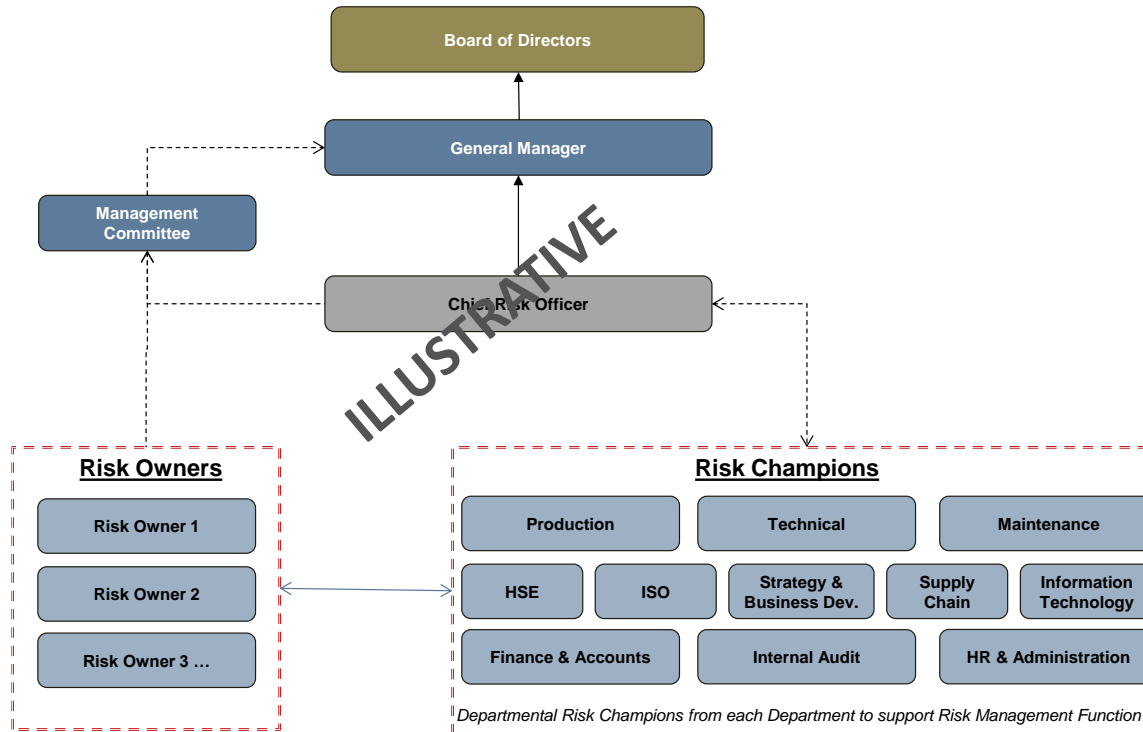 Board of Directors
General Manager
Management
Committee
Chief Risk Officer
ILLUSTRATIVE
Risk Owners
Risk Owner 1
Risk Owner 2
Risk Owner 3 ...
Risk Champions
Production
Technical
Maintenance
HSE
ISO
Strategy &
Business Dev.
Supply
Chain
Information
Technology
Finance & Accounts
Internal Audit
HR & Administration
Departmental Risk Champions from each Department to support Risk Management Function